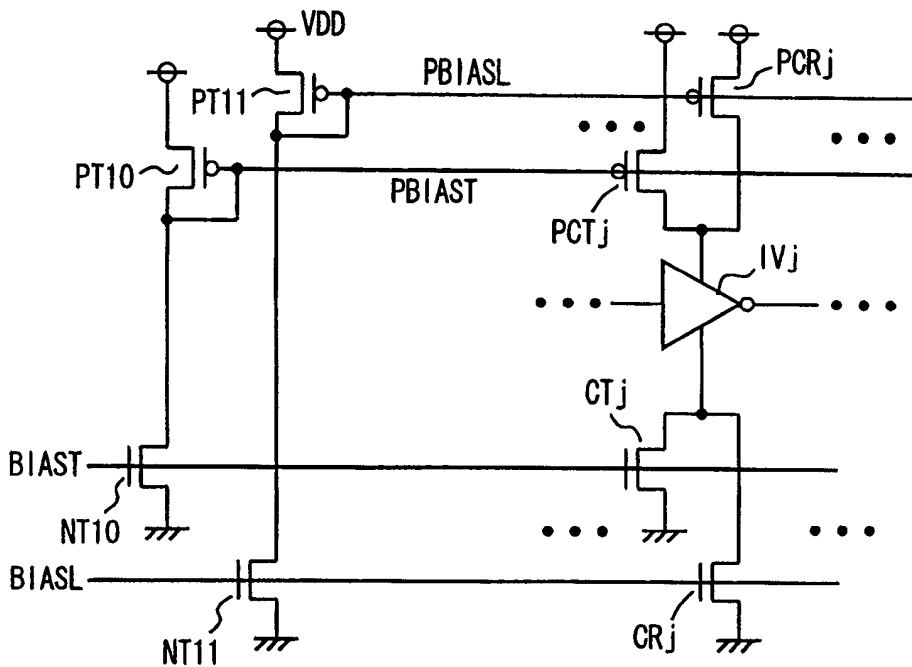 VDD
PT11
PBIASL
PCRj
PT10
PBIAST
PCTj
IVj
CTj
BIAST
NT10
BIASL
NT11
CRj